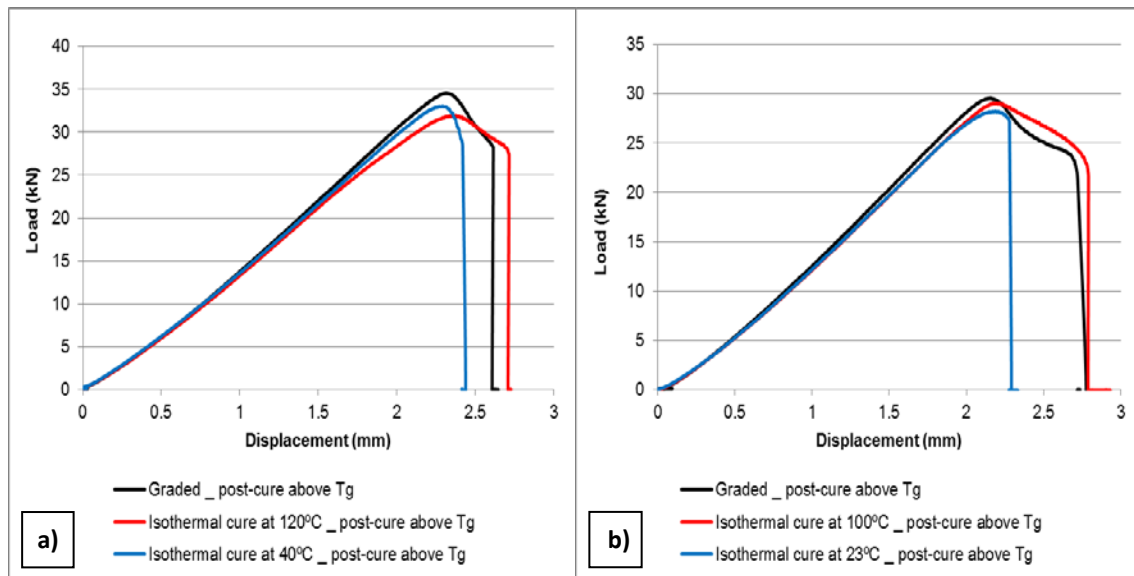 40
35
30
25
20
15
10
5
0
Load (kN)
0 0.5 1 1.5 2 2.5 3
Displacement (mm)
Graded _ post-cure above Tg
Isothermal cure at 120ºC _ post-cure above Tg
Isothermal cure at 40ºC _ post-cure above Tg
a)
35
30
25
20
15
10
5
0
Load (kN)
0 0.5 1 1.5 2 2.5 3
Displacement (mm)
Graded _ post-cure above Tg
Isothermal cure at 100ºC _ post-cure above Tg
Isothermal cure at 23ºC _ post-cure above Tg
b)